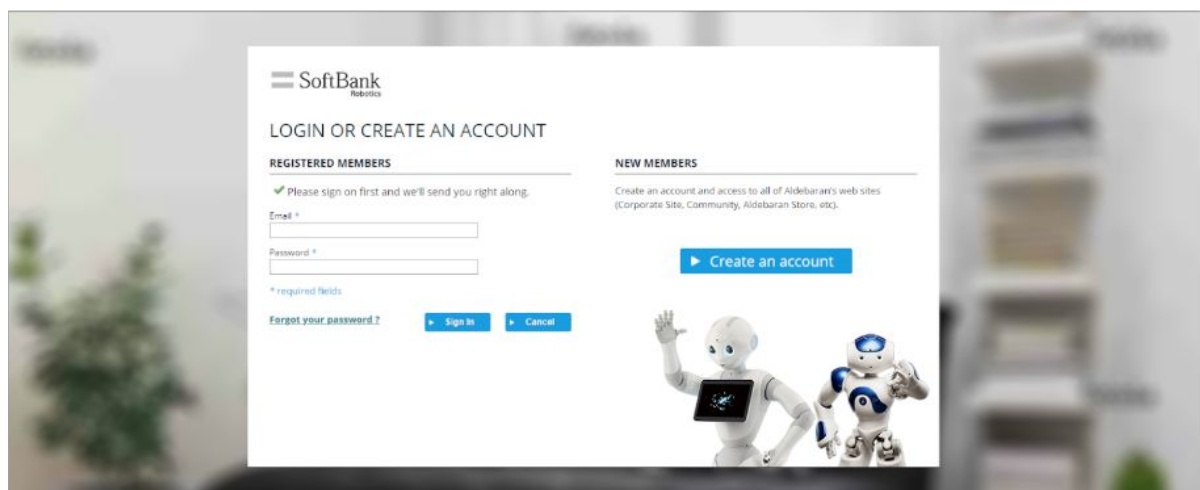 SoftBank
Robotics
LOGIN OR CREATE AN ACCOUNT
REGISTERED MEMBERS
Please sign on first and we'll send you right along.
Email *
Password *
* required fields
Forgot your password ?
Sign In
Cancel
NEW MEMBERS
Create an account and access to all of Aldebaran's web sites
(Corporate Site, Community, Aldebaran Store, etc).
Create an account